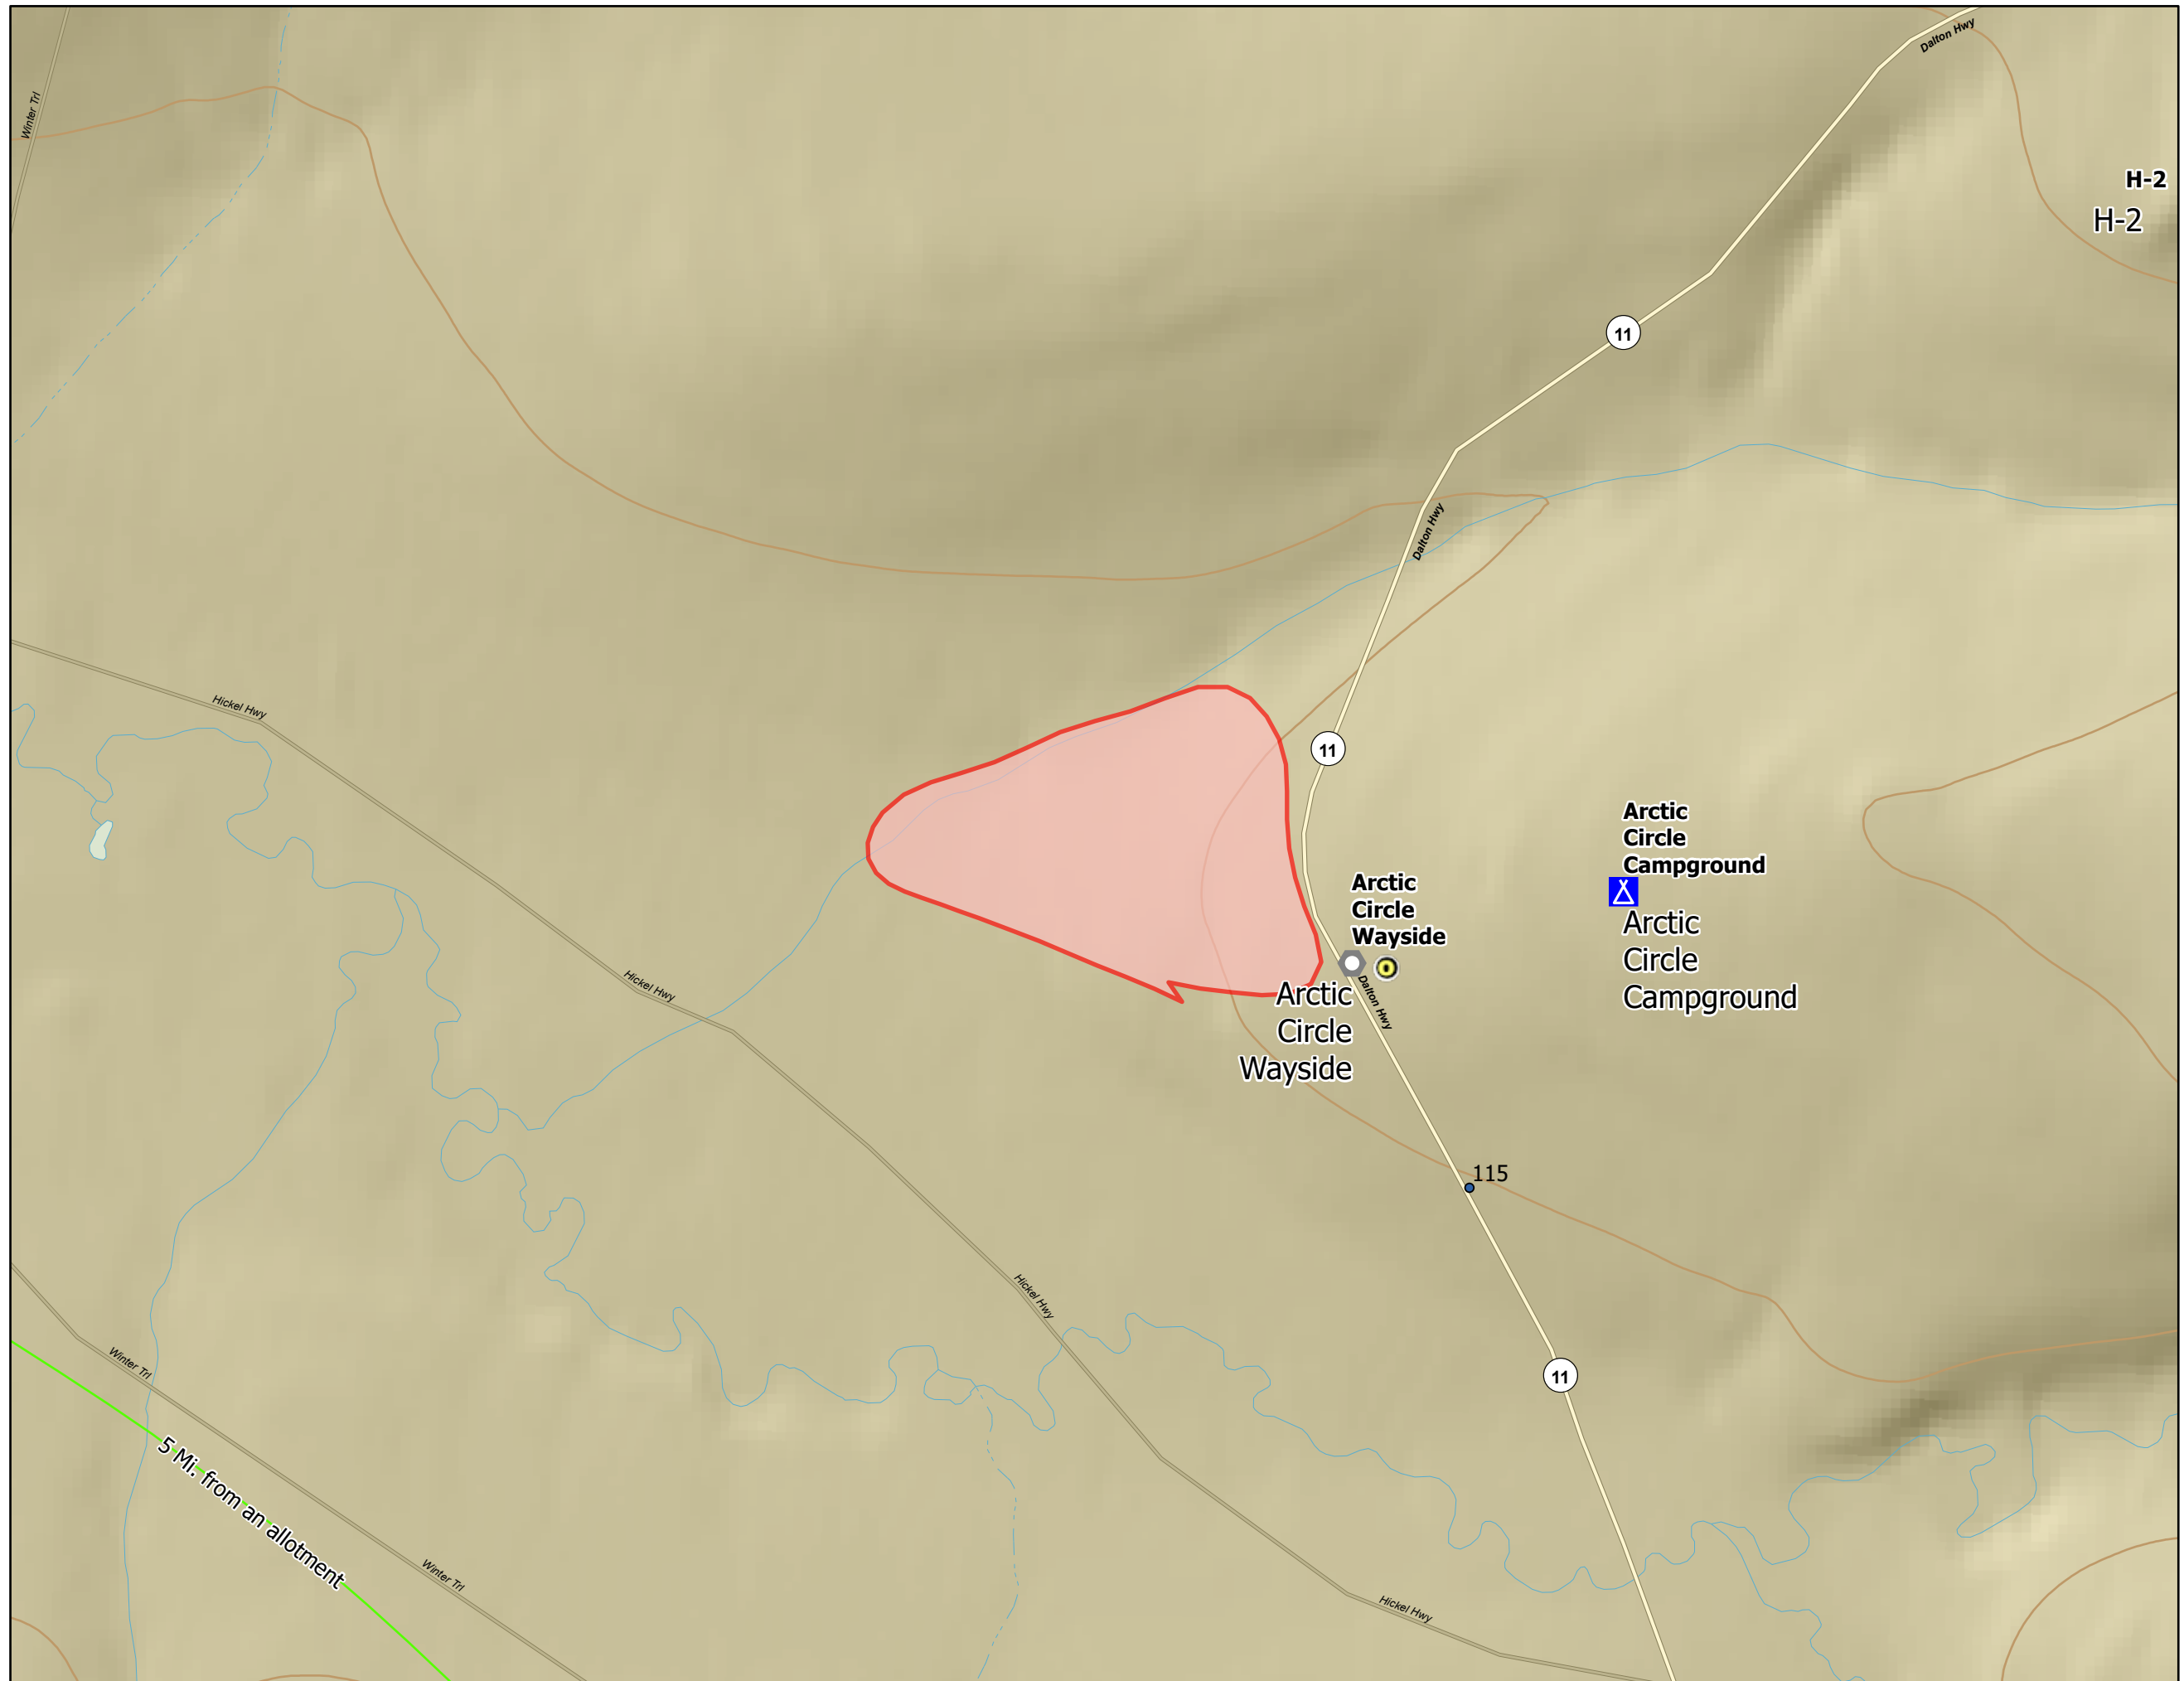 Dalton Hwy
Winter Trl
H-2
H-2
11
Dalton Hwy
Hickel Hwy
11
Arctic
Circle
Campground
Arctic
Circle
Wayside
Arctic
Circle
Campground
Hickel Hwy
Dalton Hwy
Arctic
Circle
Wayside
115
Hickel Hwy
Winter Trl
11
5 Mi. from an allotment
Winter Trl
Hickel Hwy